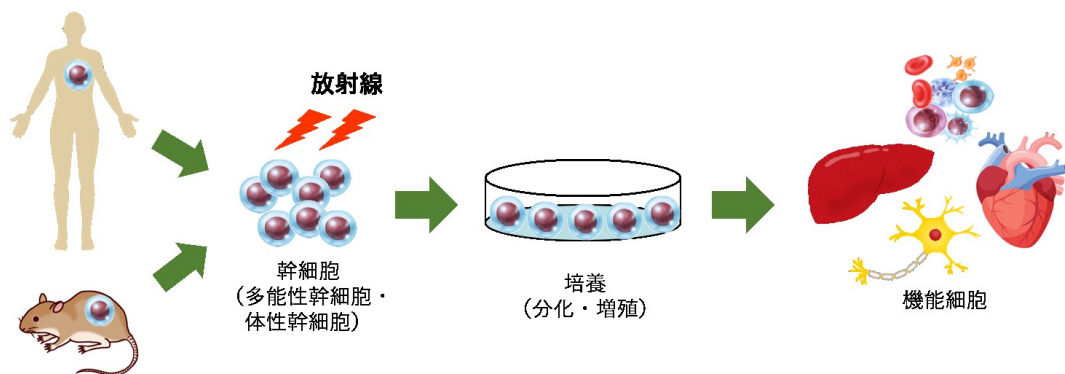 放射線
幹細胞
（多能性幹細胞・
体性幹細胞）
培養
（分化・増殖）
機能細胞